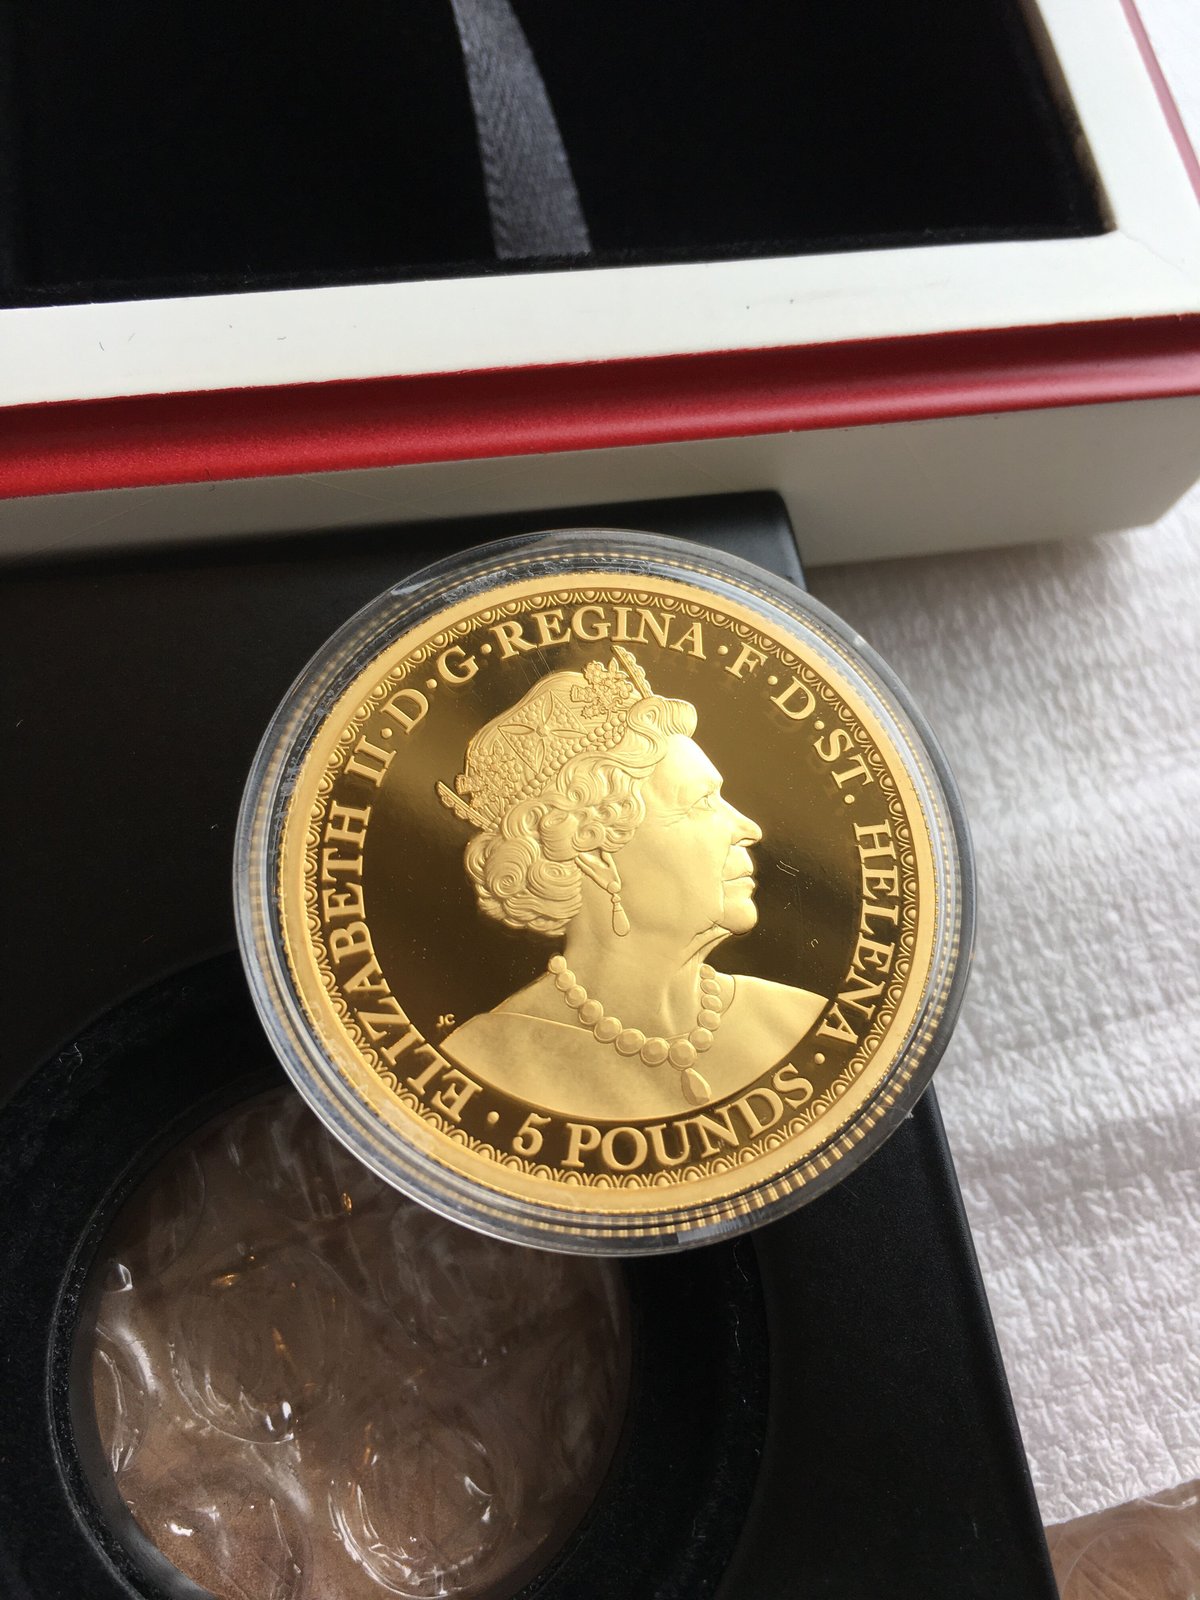 ELIZABETH II · D · G · REGINA · F · D · ST. HELENA ·
5 POUNDS ·
JC